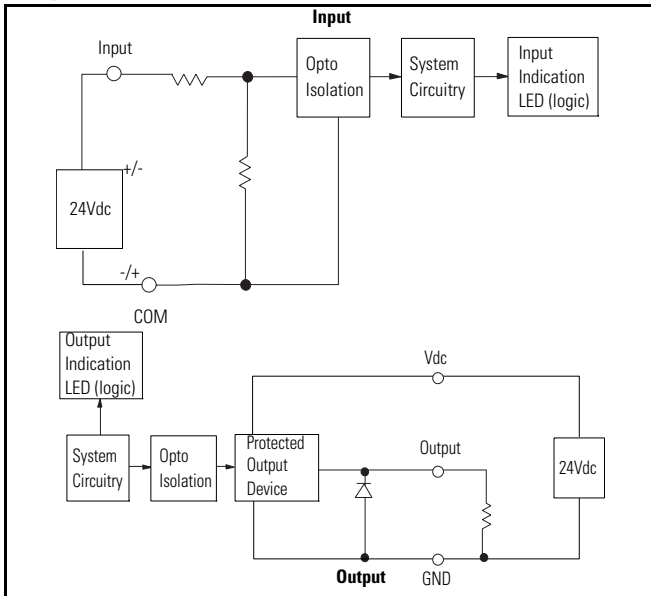 Input
Input
Opto
Isolation
System
Circuitry
Input
Indication
LED (logic)
+/-
24Vdc
-/+
COM
Output
Indication
LED (logic)
System
Circuitry
Opto
Isolation
Protected
Output
Device
Vdc
Output
24Vdc
GND
Output